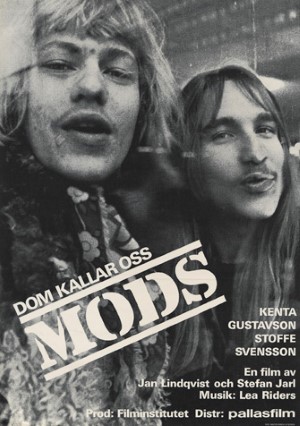 DOM KALLAR OSS
MODS
KENTA
GUSTAVSON
STOFFE
SVENSSON
En film av
Jan Lindqvist och Stefan Jarl
Musik: Lea Riders
Prod: Filminstitutet Distr: pallasfilm